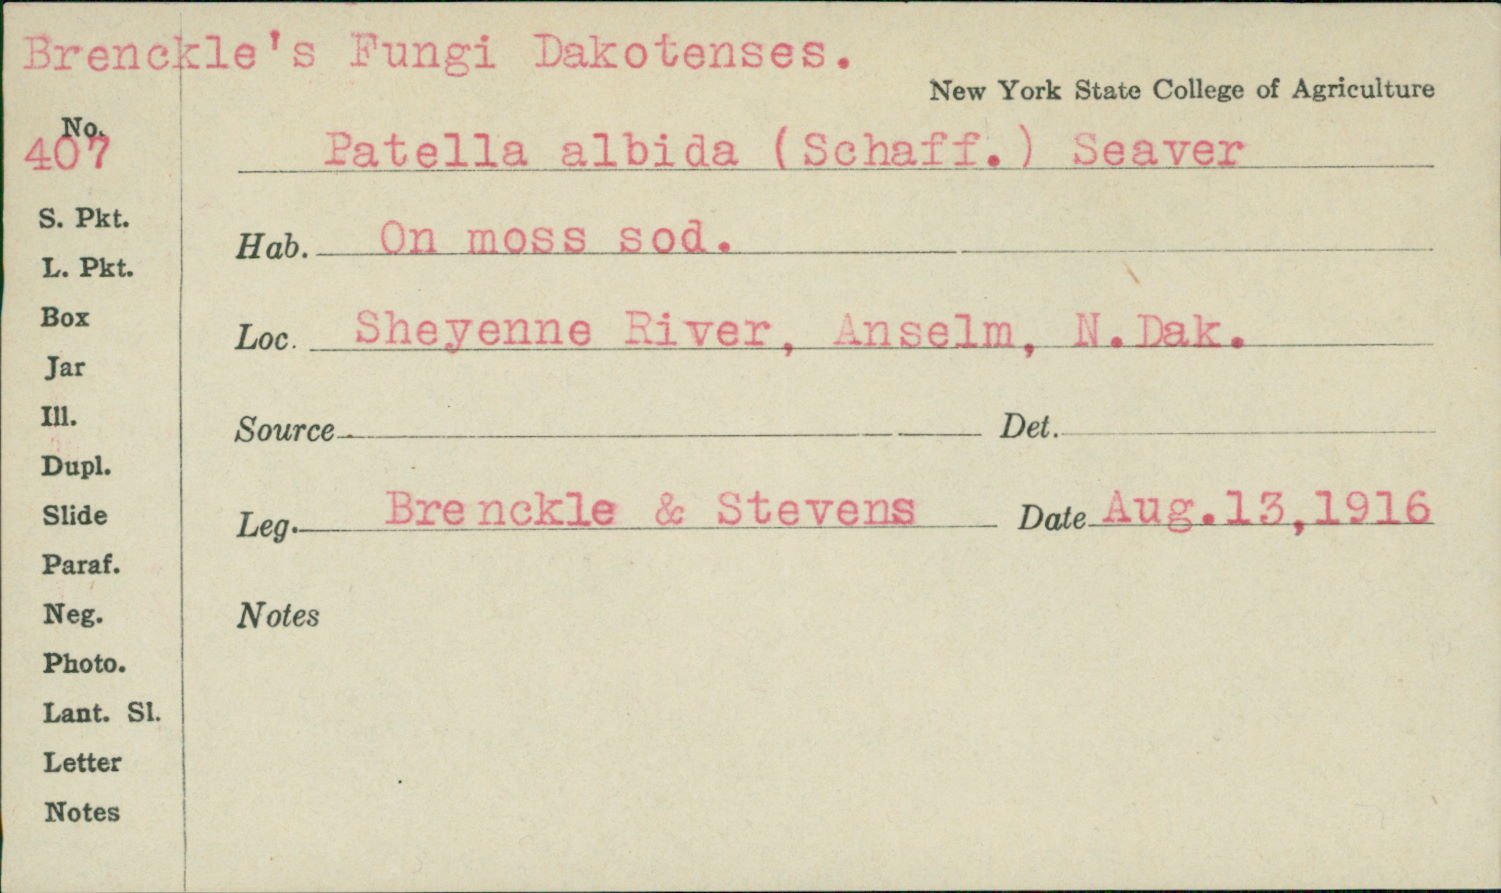 Brenckle's Fungi Dakotenses.
New York State College of Agriculture
No.
407
Patella albida (Schaff.) Seaver
S. Pkt.
Hab. On moss sod.
L. Pkt.
Box
Loc. Sheyenne River, Anselm, N.Dak.
Jar
Ill.
Source Det.
Dupl.
Slide
Leg. Brenckle & Stevens Date Aug.13,1916
Paraf.
Neg.
Notes
Photo.
Lant. Sl.
Letter
Notes